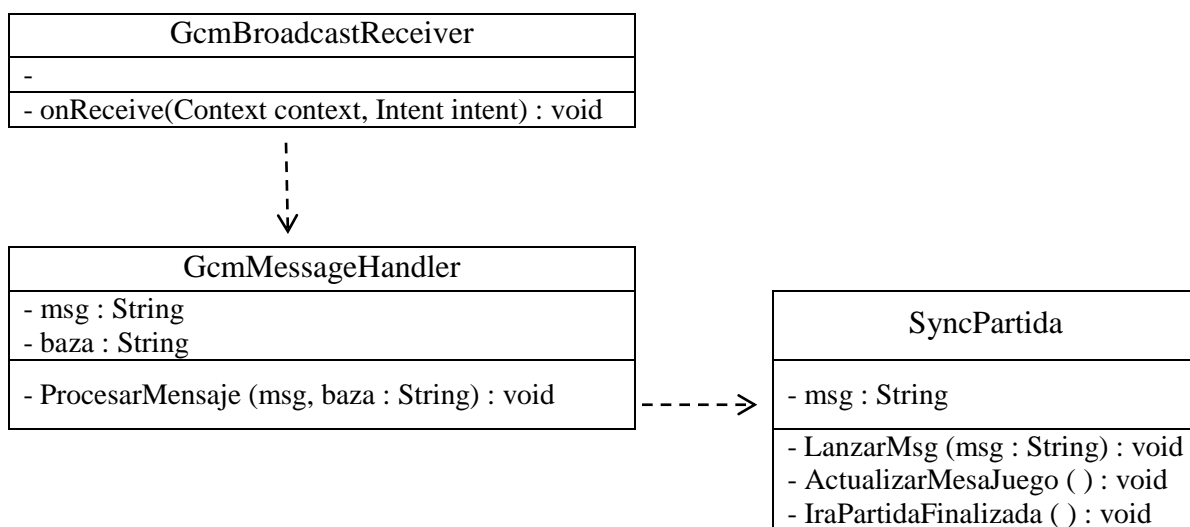 GcmBroadcastReceiver
-
- onReceive(Context context, Intent intent) : void
GcmMessageHandler
- msg : String
- baza : String
- ProcesarMensaje (msg, baza : String) : void
SyncPartida
- msg : String
- LanzarMsg (msg : String) : void
- ActualizarMesaJuego ( ) : void
- IraPartidaFinalizada ( ) : void